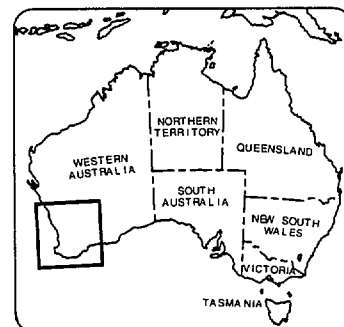 NORTHERN
TERRITORY
QUEENSLAND
WESTERN
AUSTRALIA
SOUTH
AUSTRALIA
NEW SOUTH
WALES
VICTORIA
TASMANIA